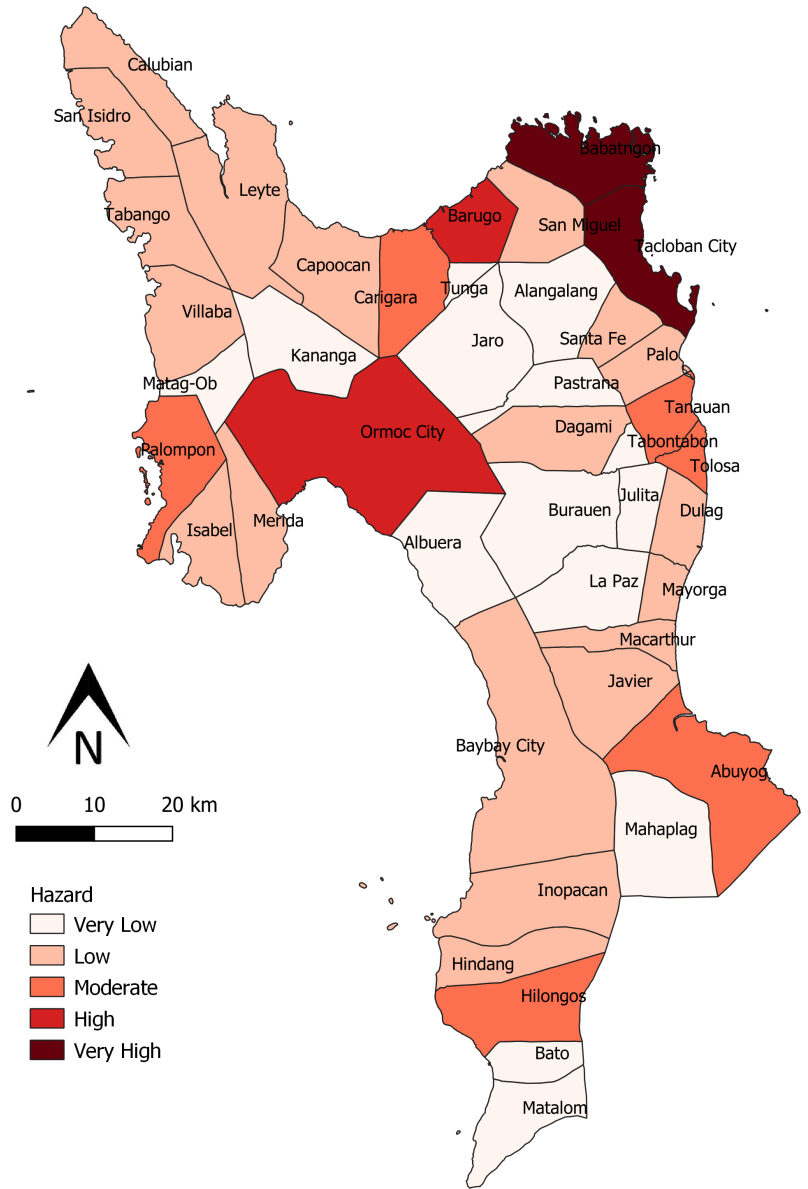 Calubian
San Isidro
Babatngon
Leyte
Tabango
Barugo
San Miguel
Tacloban City
Capoocan
Carigara
Tunga
Alangalang
Villaba
Santa Fe
Jaro
Kananga
Palo
Matag-Ob
Pastrana
Tanauan
Dagami
Ormoc City
Tabontabon
Palompon
Tolosa
Julita
Burauen
Dulag
Merida
Isabel
Albuera
La Paz
Mayorga
Macarthur
Javier
N
Baybay City
Abuyog
0 10 20 km
Mahaplag
Hazard
Very Low
Low
Moderate
High
Very High
Inopacan
Hindang
Hilongos
Bato
Matalom